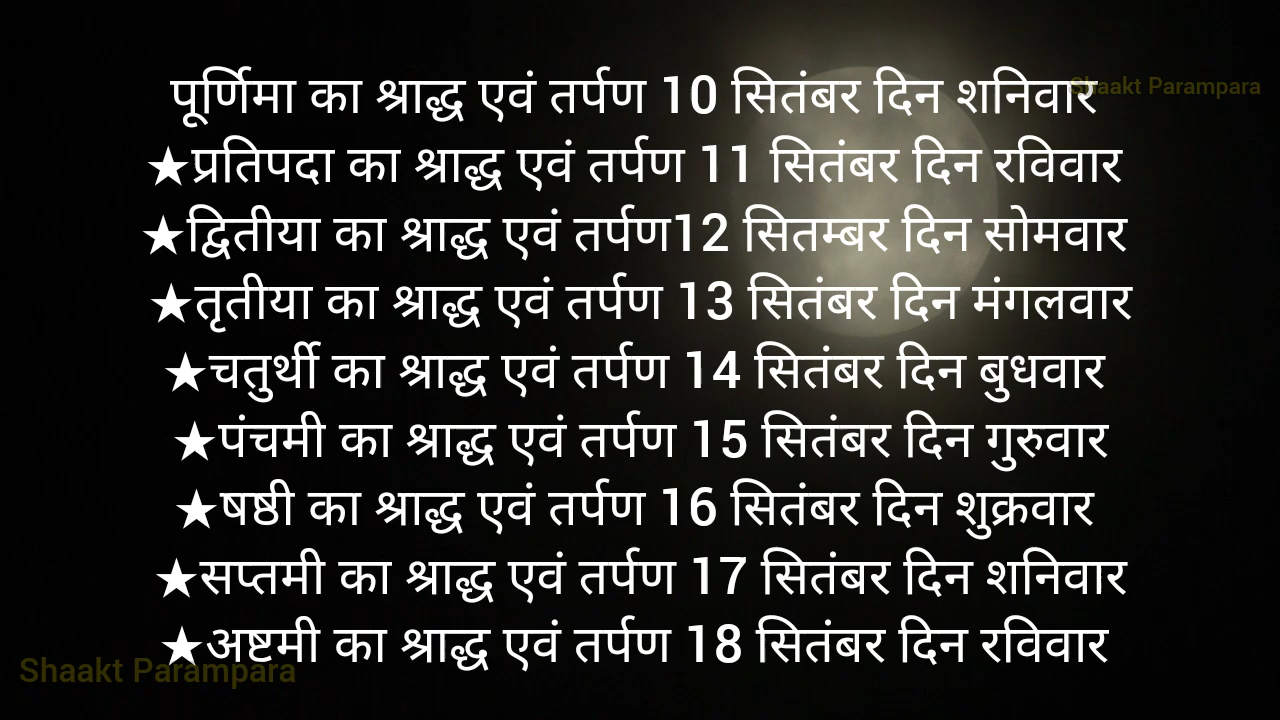 पूर्णिमा का श्राद्ध एवं तर्पण 10 सितंबर दिन शनिवार
Shaakt Parampara
★प्रतिपदा का श्राद्ध एवं तर्पण 11 सितंबर दिन रविवार
★द्वितीया का श्राद्ध एवं तर्पण12 सितम्बर दिन सोमवार
★तृतीया का श्राद्ध एवं तर्पण 13 सितंबर दिन मंगलवार
★चतुर्थी का श्राद्ध एवं तर्पण 14 सितंबर दिन बुधवार
★पंचमी का श्राद्ध एवं तर्पण 15 सितंबर दिन गुरुवार
★षष्ठी का श्राद्ध एवं तर्पण 16 सितंबर दिन शुक्रवार
★सप्तमी का श्राद्ध एवं तर्पण 17 सितंबर दिन शनिवार
★अष्टमी का श्राद्ध एवं तर्पण 18 सितंबर दिन रविवार
Shaakt Parampara